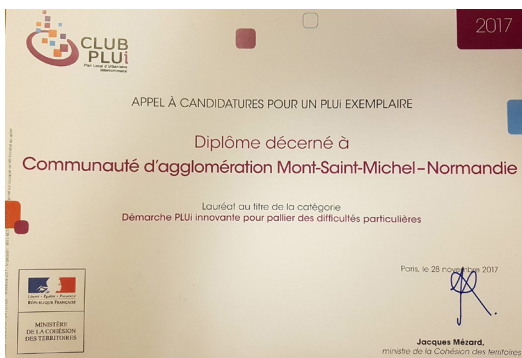 2017
CLUB
PLUi
Plan Local d'Urbanisme
Intercommunal
APPEL À CANDIDATURES POUR UN PLUi EXEMPLAIRE
Diplôme décerné à
Communauté d'agglomération Mont-Saint-Michel–Normandie
Lauréat au titre de la catégorie
Démarche PLUi innovante pour pallier des difficultés particulières
Paris, le 28 novembre 2017
Liberté • Égalité • Fraternité
RÉPUBLIQUE FRANÇAISE
MINISTÈRE
DE LA COHÉSION
DES TERRITOIRES
Jacques Mézard,
ministre de la Cohésion des territoires